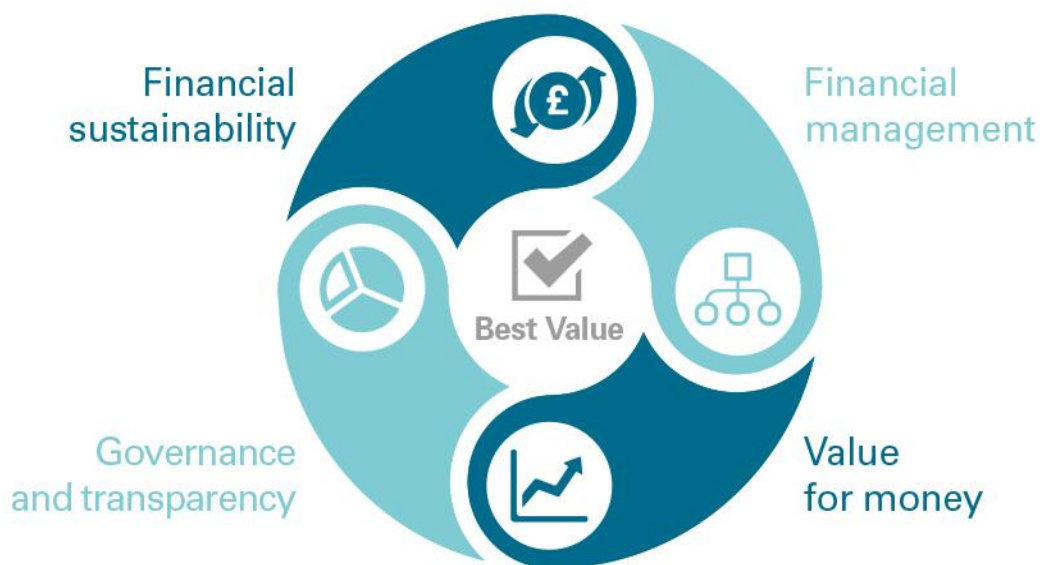 Financial
sustainability
Financial
management
£
Best Value
Governance
and transparency
Value
for money